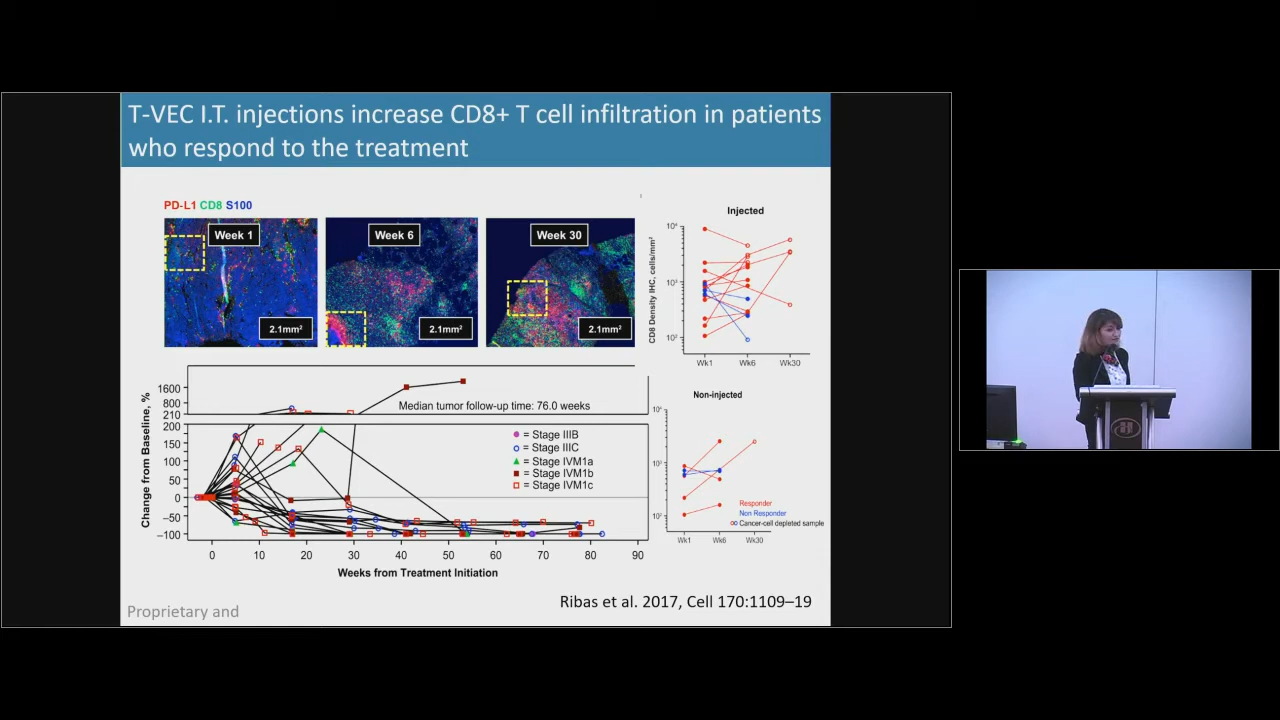 T-VEC I.T. injections increase CD8+ T cell infiltration in patients
who respond to the treatment
PD-L1 CD8 S100
Week 1
2.1mm²
Week 6
2.1mm²
Week 30
2.1mm²
Injected
CD8 Density IHC, cells/mm²
10⁴
10³
10²
Wk1
Wk6
Wk30
Change from Baseline, %
1600
800
210
200
150
100
50
0
−50
−100
Median tumor follow-up time: 76.0 weeks
= Stage IIIB
= Stage IIIC
= Stage IVM1a
= Stage IVM1b
= Stage IVM1c
0
10
20
30
40
50
60
70
80
90
Weeks from Treatment Initiation
Non-injected
Responder
Non Responder
Cancer-cell depleted sample
Wk1
Wk6
Wk30
Ribas et al. 2017, Cell 170:1109–19
Proprietary and